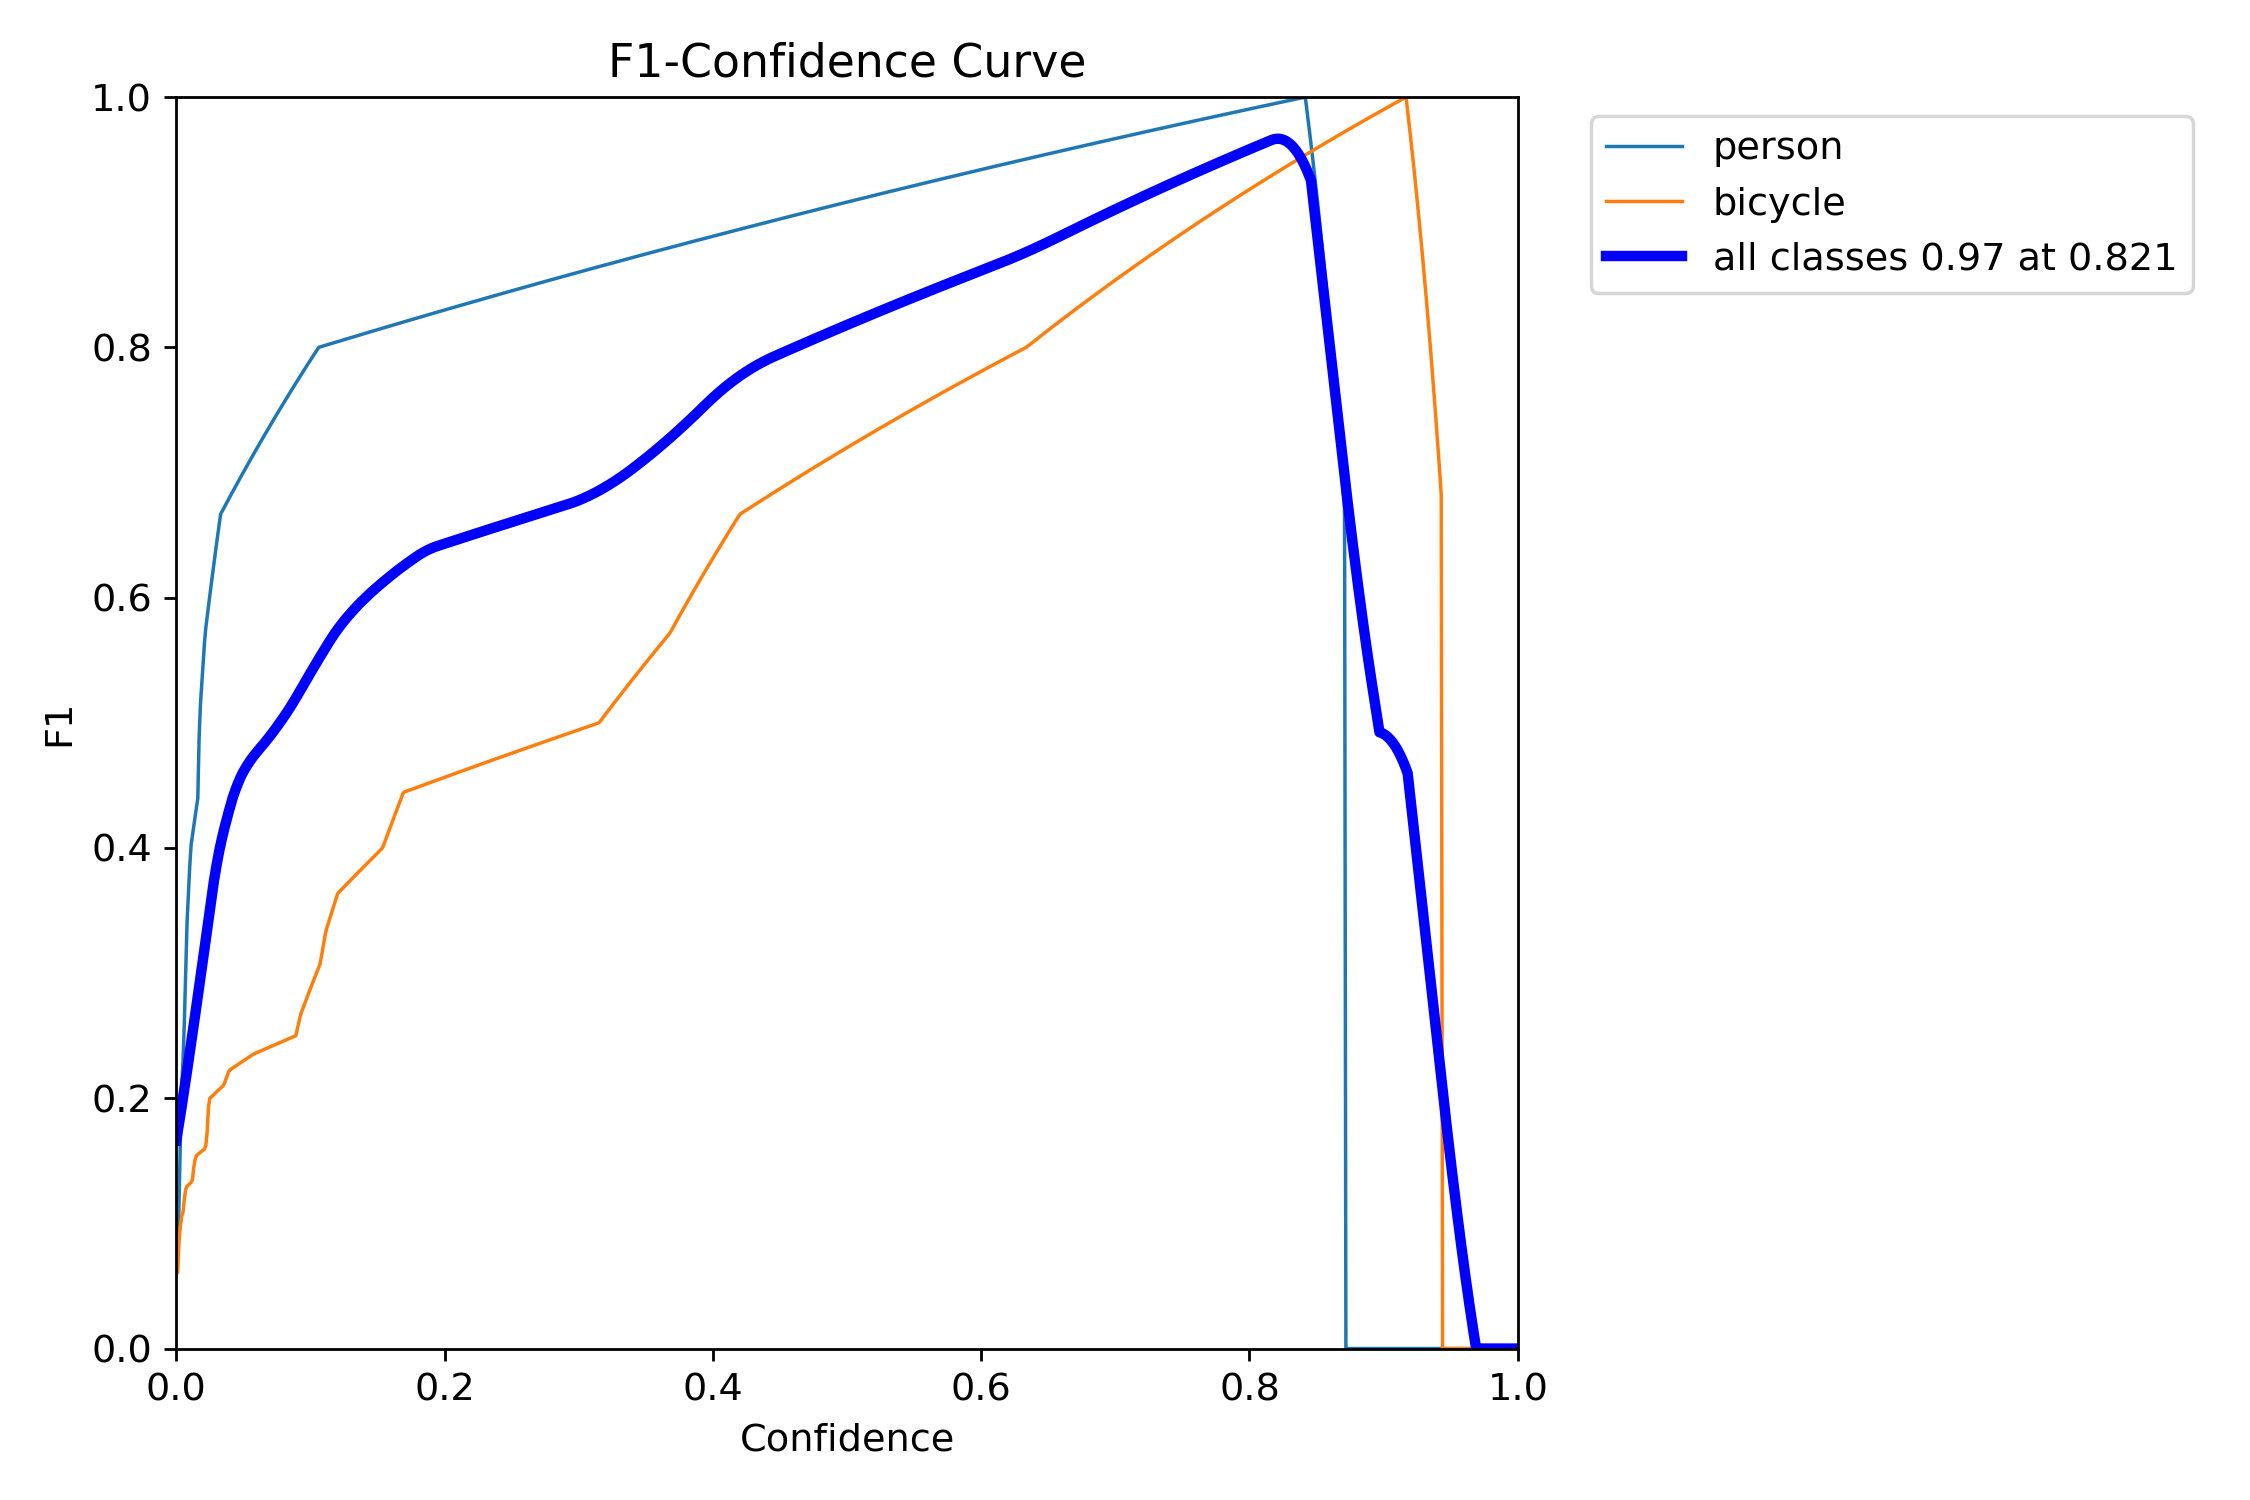 F1-Confidence Curve
person
bicycle
all classes 0.97 at 0.821
F1
1.0
0.8
0.6
0.4
0.2
0.0
0.0 0.2 0.4 0.6 0.8 1.0
Confidence